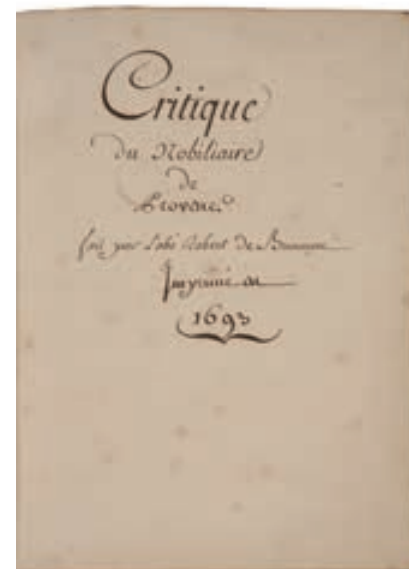 Critique
du Nobiliaire
de
Provence
fait par l'abé Robert De
Imprimé en
1693